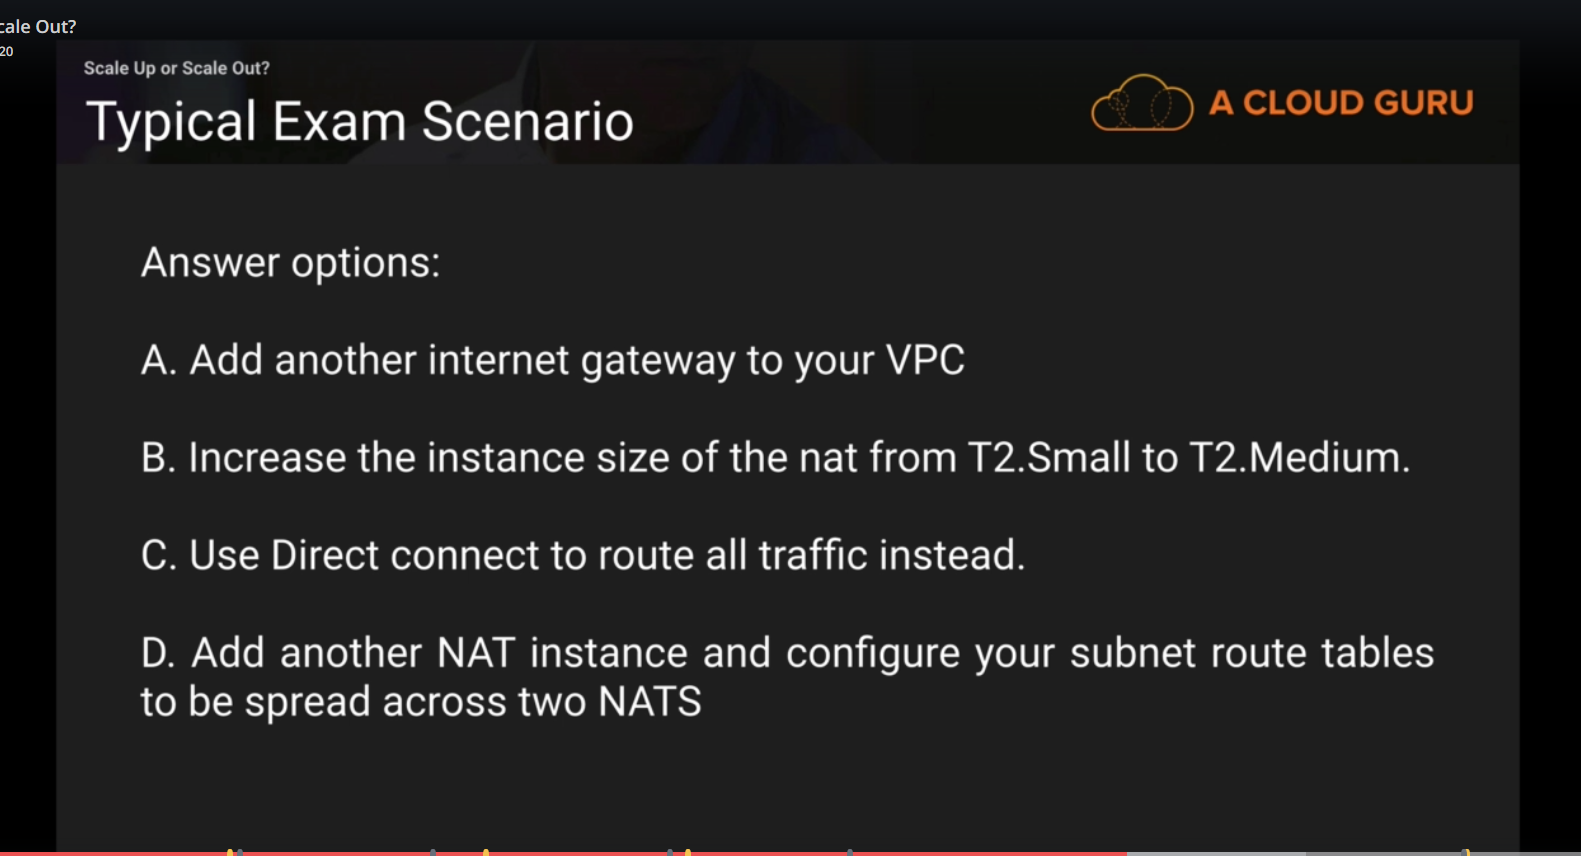 cale Out?
20
Scale Up or Scale Out?
Typical Exam Scenario
A CLOUD GURU
Answer options:
A. Add another internet gateway to your VPC
B. Increase the instance size of the nat from T2.Small to T2.Medium.
C. Use Direct connect to route all traffic instead.
D. Add another NAT instance and configure your subnet route tables
to be spread across two NATS